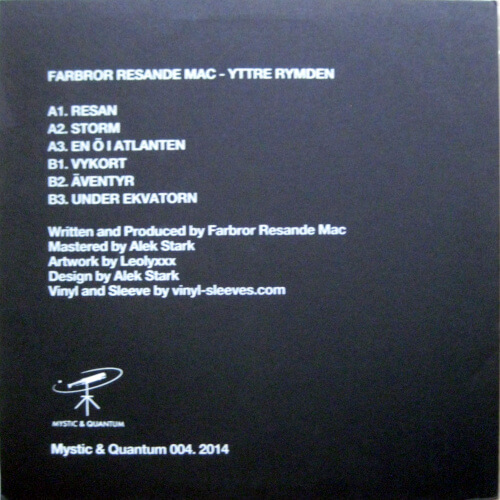 FARBROR RESANDE MAC - YTTRE RYMDEN
A1. RESAN
A2. STORM
A3. EN Ö I ATLANTEN
B1. VYKORT
B2. ÄVENTYR
B3. UNDER EKVATORN
Written and Produced by Farbror Resande Mac
Mastered by Alek Stark
Artwork by Leolyxxx
Design by Alek Stark
Vinyl and Sleeve by vinyl-sleeves.com
MYSTIC & QUANTUM
Mystic & Quantum 004. 2014